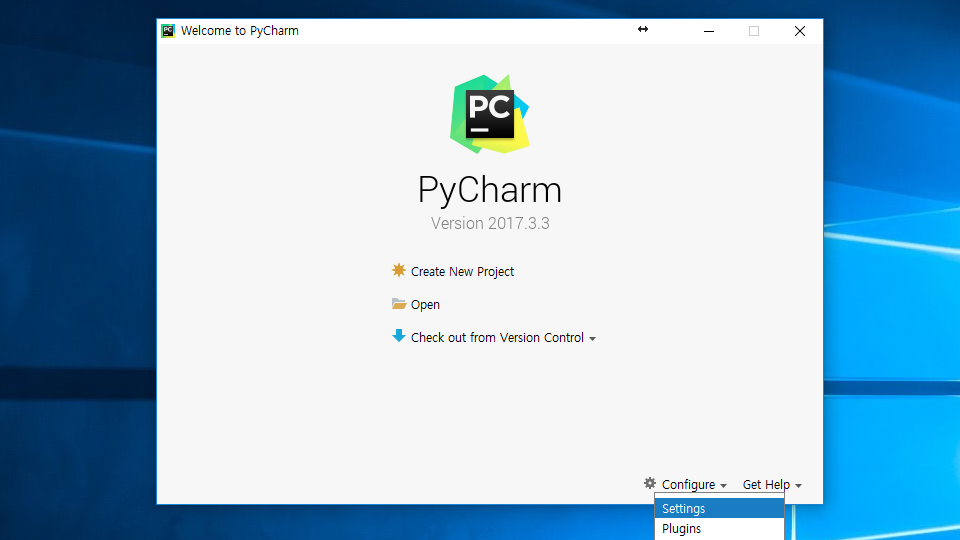 Welcome to PyCharm
PC
PyCharm
Version 2017.3.3
Create New Project
Open
Check out from Version Control
Configure
Get Help
Settings
Plugins